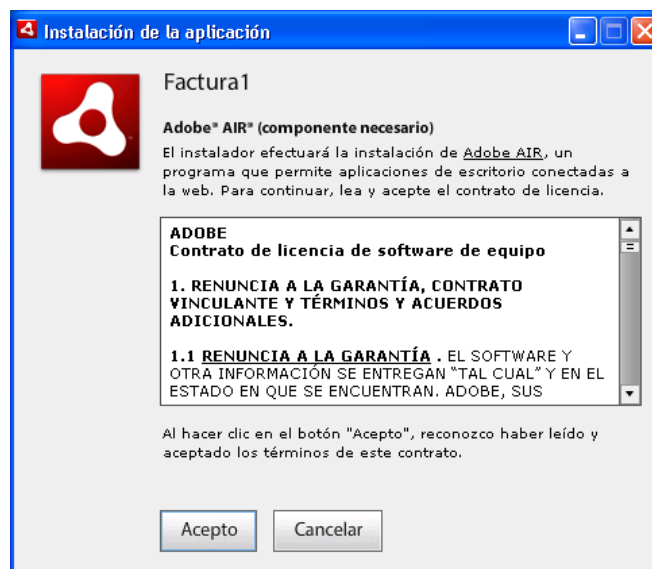 Instalación de la aplicación
Factura1
Adobe® AIR® (componente necesario)
El instalador efectuará la instalación de Adobe AIR, un
programa que permite aplicaciones de escritorio conectadas a
la web. Para continuar, lea y acepte el contrato de licencia.
ADOBE
Contrato de licencia de software de equipo
1. RENUNCIA A LA GARANTÍA, CONTRATO
VINCULANTE Y TÉRMINOS Y ACUERDOS
ADICIONALES.
1.1 RENUNCIA A LA GARANTÍA . EL SOFTWARE Y
OTRA INFORMACIÓN SE ENTREGAN "TAL CUAL" Y EN EL
ESTADO EN QUE SE ENCUENTRAN. ADOBE, SUS
Al hacer clic en el botón "Acepto", reconozco haber leído y
aceptado los términos de este contrato.
Acepto
Cancelar